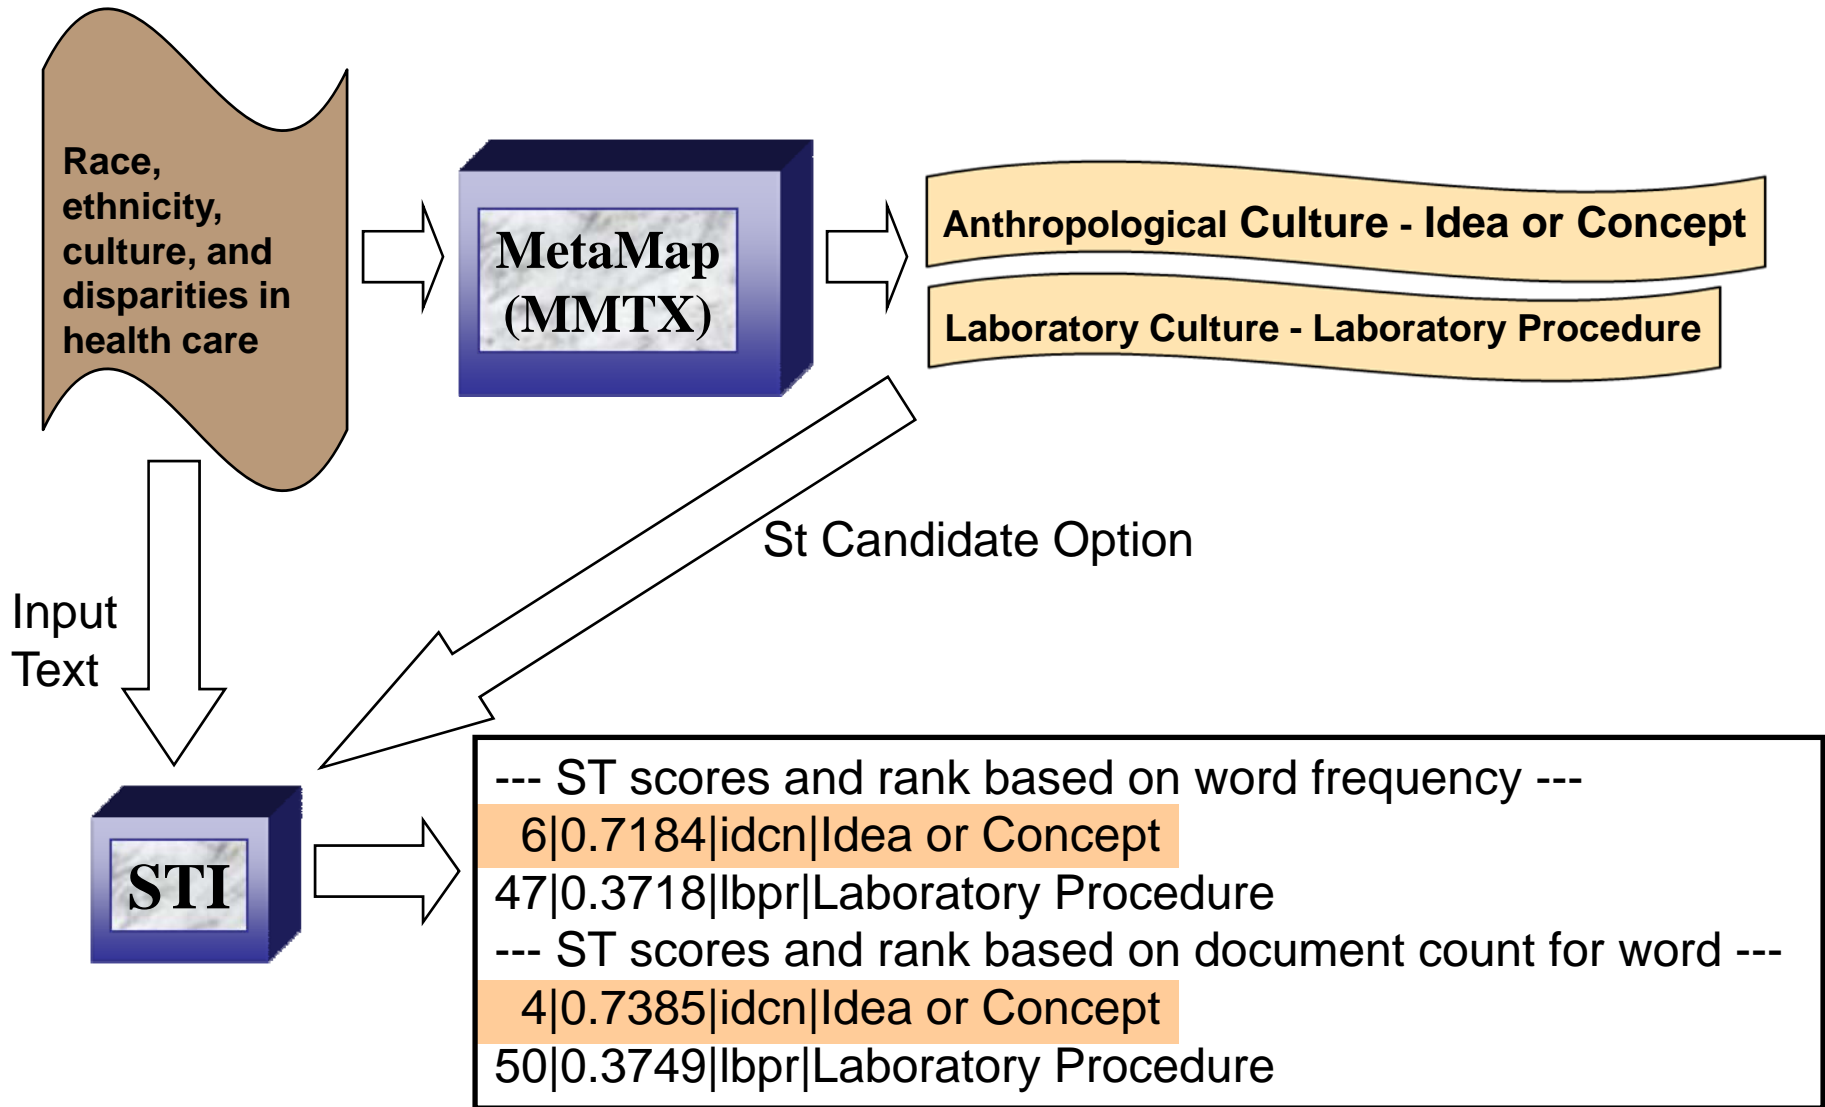 Race,
ethnicity,
culture, and
disparities in
health care
MetaMap
(MMTX)
Anthropological Culture - Idea or Concept
Laboratory Culture - Laboratory Procedure
St Candidate Option
Input
Text
STI
--- ST scores and rank based on word frequency ---
6|0.7184|idcn|Idea or Concept
47|0.3718|lbpr|Laboratory Procedure
--- ST scores and rank based on document count for word ---
4|0.7385|idcn|Idea or Concept
50|0.3749|lbpr|Laboratory Procedure